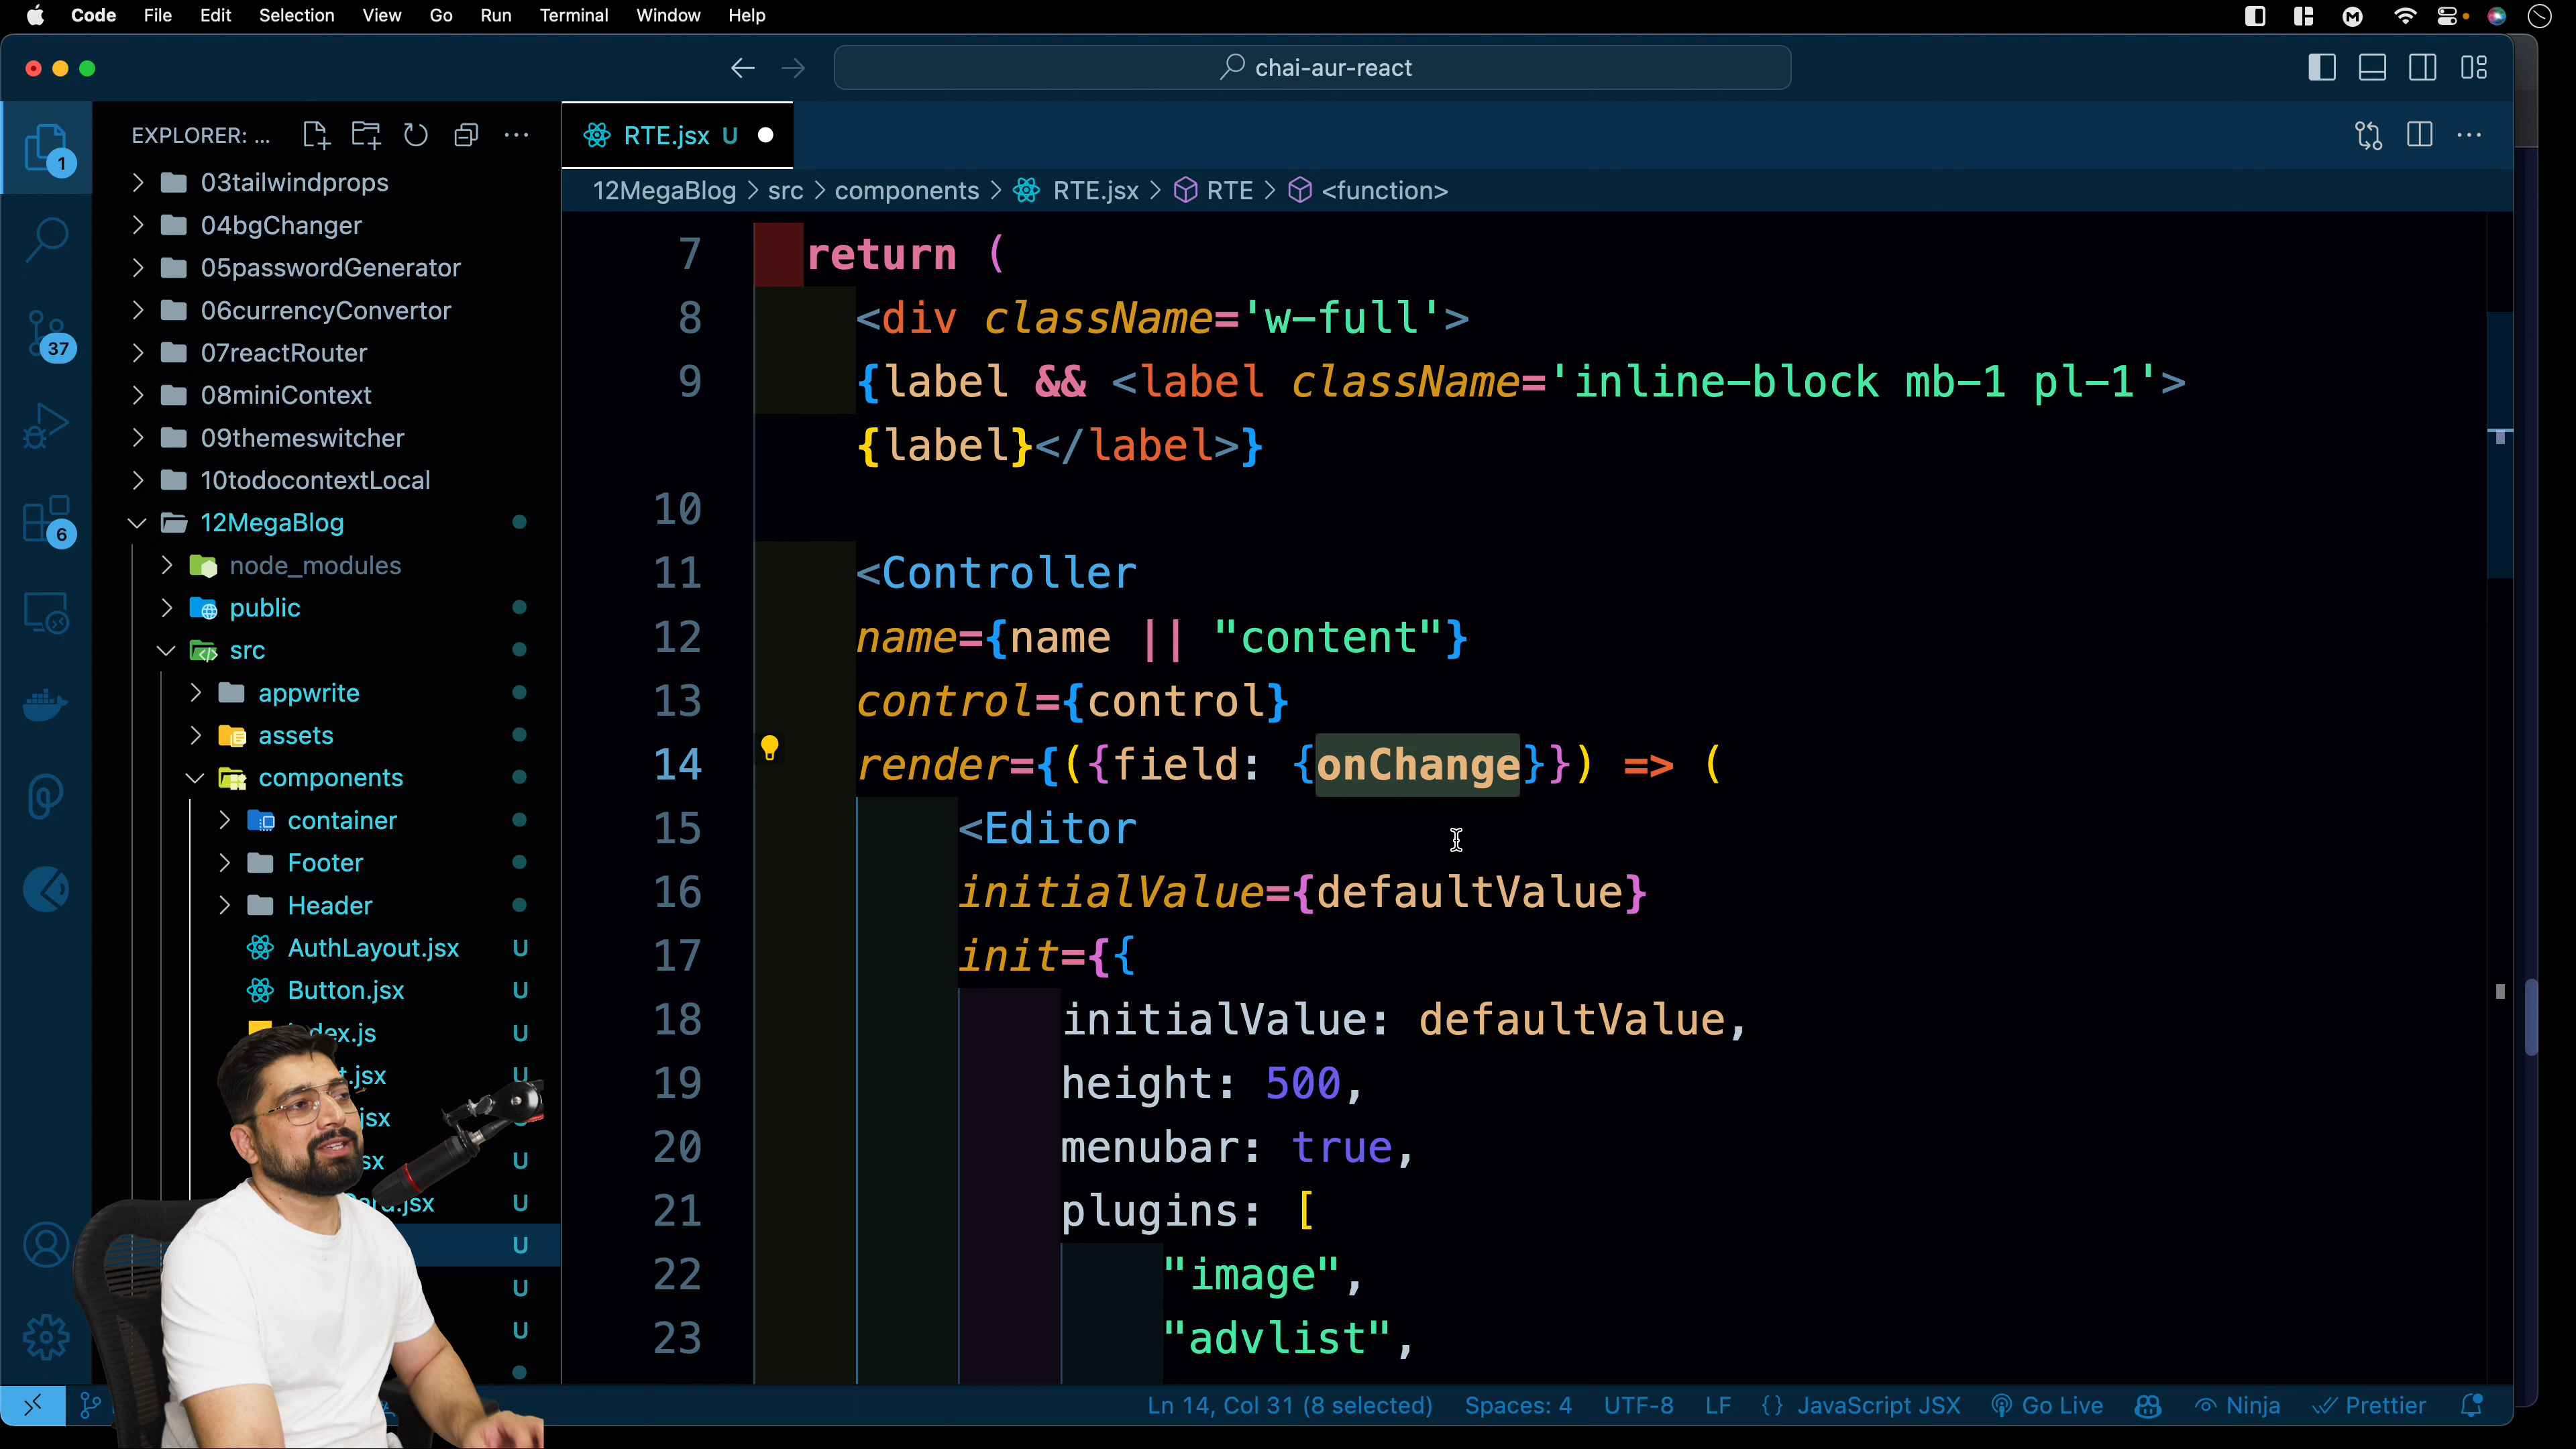 Code File Edit Selection View Go Run Terminal Window Help
chai-aur-react
EXPLORER: ...
RTE.jsx U
12MegaBlog > src > components > RTE.jsx > RTE > <function>
1
37
6
03tailwindprops
04bgChanger
05passwordGenerator
06currencyConvertor
07reactRouter
08miniContext
09themeswitcher
10todocontextLocal
12MegaBlog
node_modules
public
src
appwrite
assets
components
container
Footer
Header
AuthLayout.jsx U
Button.jsx U
U
U
U
U
U
U
U
7 return (
8 <div className='w-full'>
9 {label && <label className='inline-block mb-1 pl-1'>
{label}</label>}
10
11 <Controller
12 name={name || "content"}
13 control={control}
14 render={({field: {onChange}}) => (
15 <Editor
16 initialValue={defaultValue}
17 init={{
18 initialValue: defaultValue,
19 height: 500,
20 menubar: true,
21 plugins: [
22 "image",
23 "advlist",
Ln 14, Col 31 (8 selected) Spaces: 4 UTF-8 LF {} JavaScript JSX Go Live Ninja Prettier